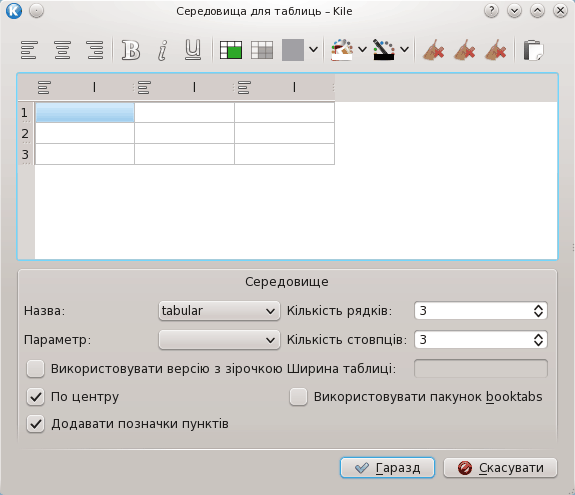 Середовища для таблиць – Kile
B i U
1
2
3
Середовище
Назва: tabular Кількість рядків: 3
Параметр: Кількість стовпців: 3
Використовувати версію з зірочкою Ширина таблиці:
По центру Використовувати пакунок booktabs
Додавати позначки пунктів
Гаразд Скасувати